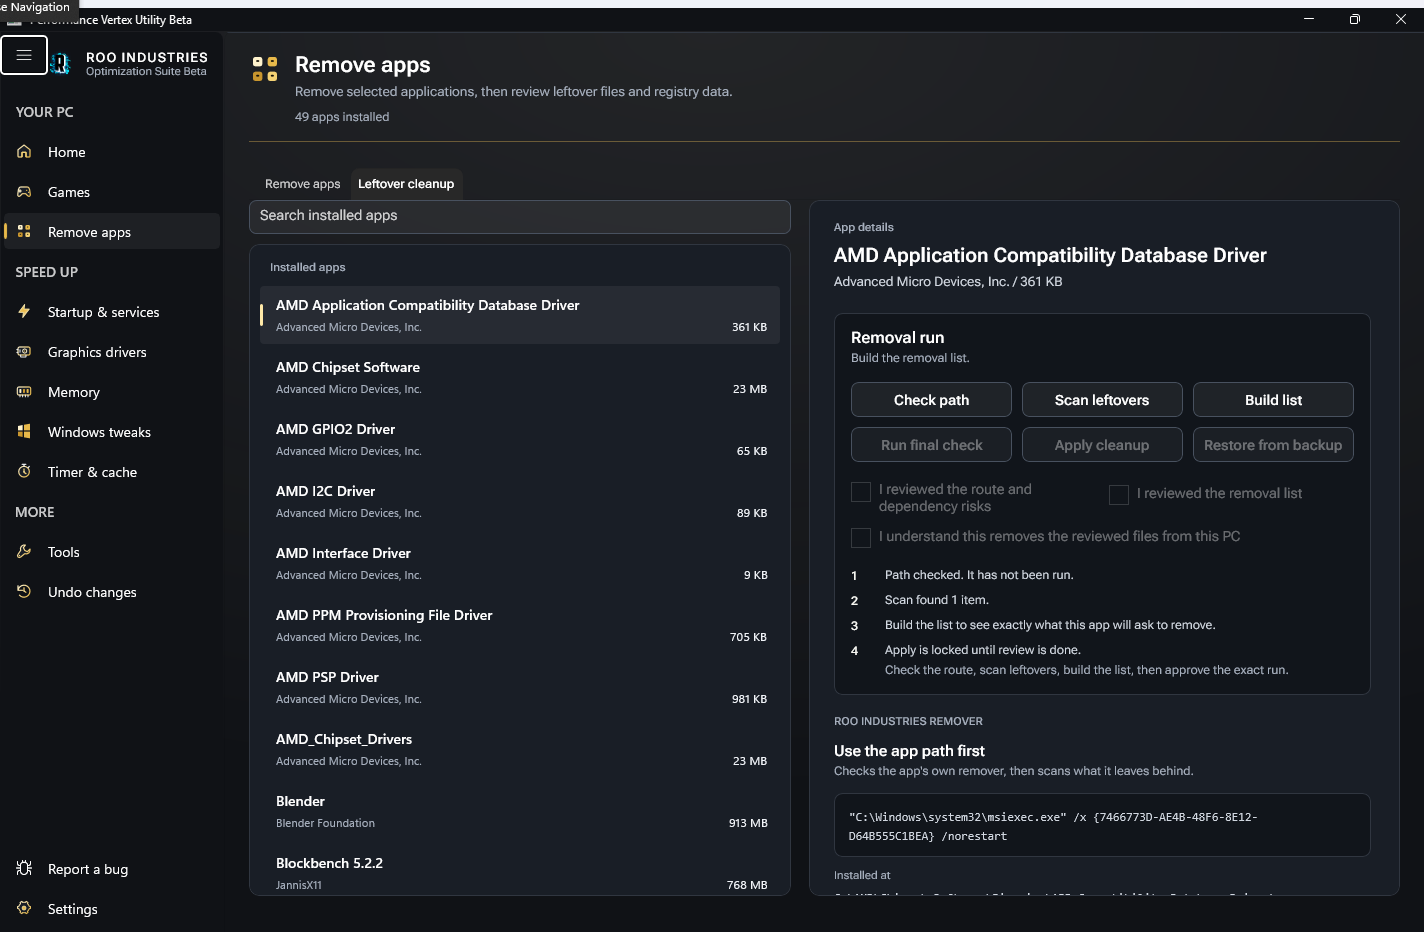 se Navigation
Performance Vertex Utility Beta
ROO INDUSTRIES
Optimization Suite Beta
YOUR PC
Home
Games
Remove apps
SPEED UP
Startup & services
Graphics drivers
Memory
Windows tweaks
Timer & cache
MORE
Tools
Undo changes
Report a bug
Settings
Remove apps
Remove selected applications, then review leftover files and registry data.
49 apps installed
Remove apps
Leftover cleanup
Search installed apps
Installed apps
AMD Application Compatibility Database Driver
Advanced Micro Devices, Inc. 361 KB
AMD Chipset Software
Advanced Micro Devices, Inc. 23 MB
AMD GPIO2 Driver
Advanced Micro Devices, Inc. 65 KB
AMD I2C Driver
Advanced Micro Devices, Inc. 89 KB
AMD Interface Driver
Advanced Micro Devices, Inc. 9 KB
AMD PPM Provisioning File Driver
Advanced Micro Devices, Inc. 705 KB
AMD PSP Driver
Advanced Micro Devices, Inc. 981 KB
AMD_Chipset_Drivers
Advanced Micro Devices, Inc. 23 MB
Blender
Blender Foundation 913 MB
Blockbench 5.2.2
JannisX11 768 MB
App details
AMD Application Compatibility Database Driver
Advanced Micro Devices, Inc. / 361 KB
Removal run
Build the removal list.
Check path
Scan leftovers
Build list
Run final check
Apply cleanup
Restore from backup
I reviewed the route and
dependency risks
I reviewed the removal list
I understand this removes the reviewed files from this PC
1 Path checked. It has not been run.
2 Scan found 1 item.
3 Build the list to see exactly what this app will ask to remove.
4 Apply is locked until review is done.
Check the route, scan leftovers, build the list, then approve the exact run.
ROO INDUSTRIES REMOVER
Use the app path first
Checks the app's own remover, then scans what it leaves behind.
"C:\Windows\system32\msiexec.exe" /x {7466773D-AE4B-48F6-8E12-
D64B555C1BEA} /norestart
Installed at